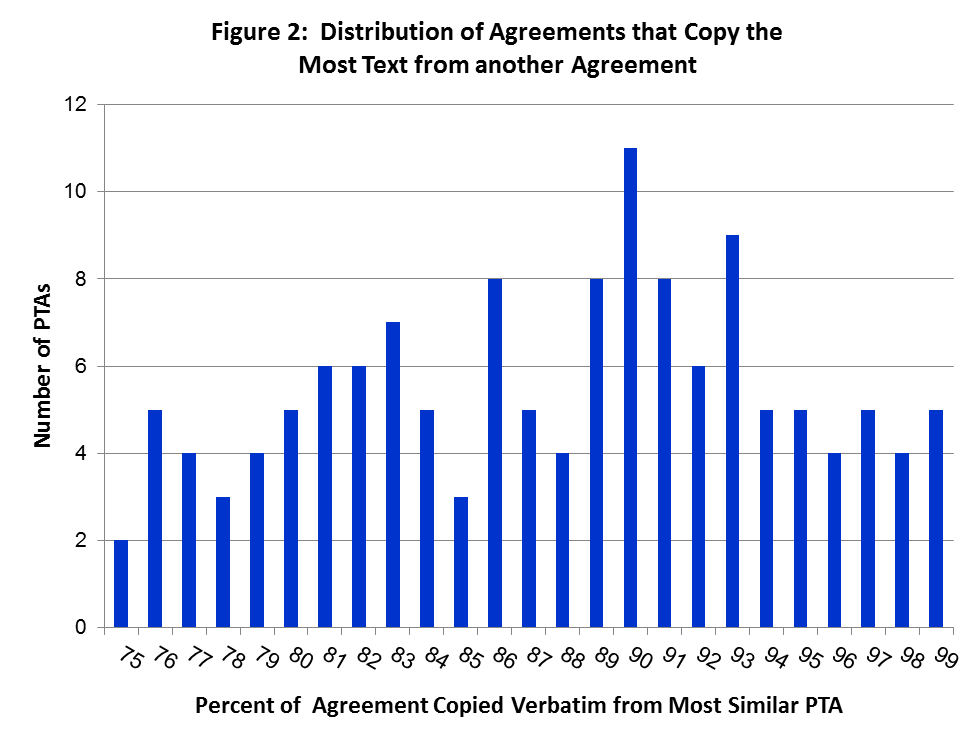 Figure 2:  Distribution of Agreements that Copy the
Most Text from another Agreement
12
10
8
6
4
2
0
Number of PTAs
75 76 77 78 79 80 81 82 83 84 85 86 87 88 89 90 91 92 93 94 95 96 97 98 99
Percent of  Agreement Copied Verbatim from Most Similar PTA